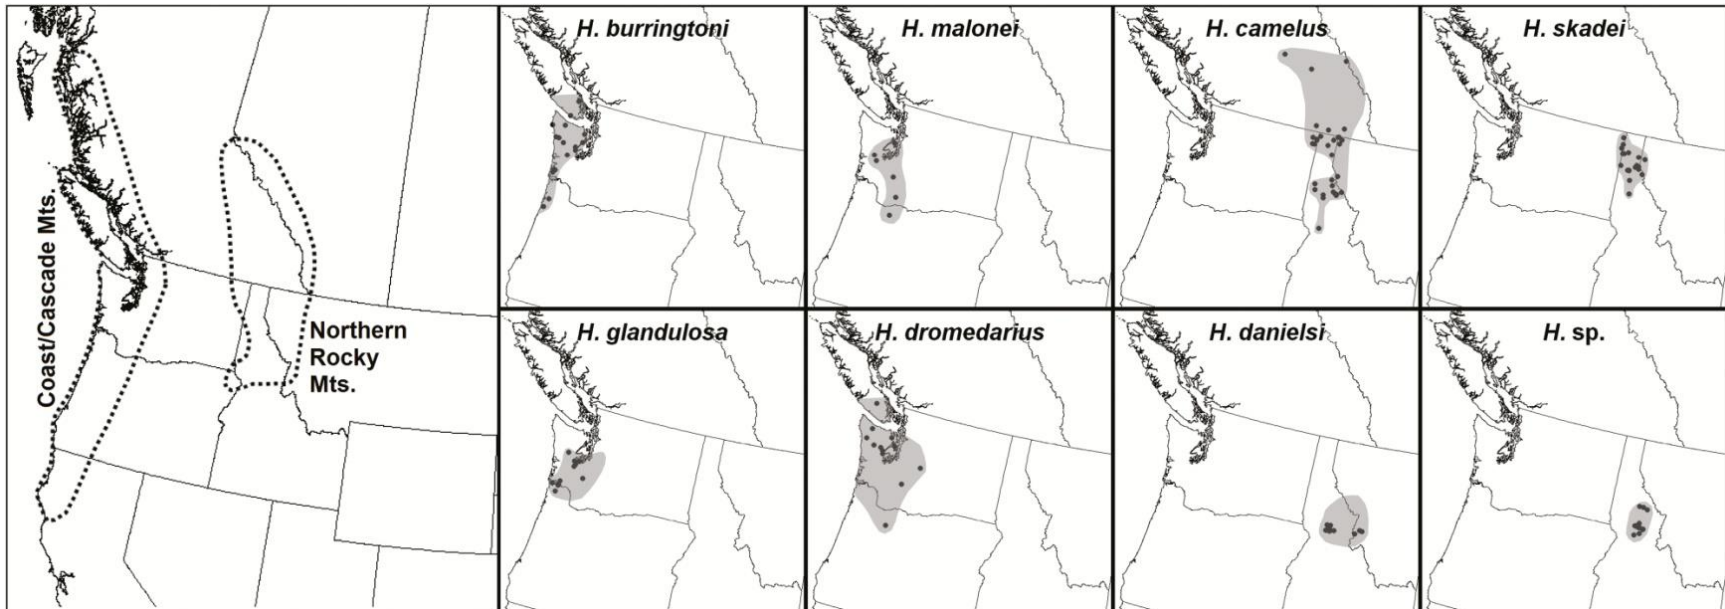 Coast/Cascade Mts.
Northern
Rocky
Mts.
H. burringtoni
H. malonei
H. camelus
H. skadei
H. glandulosa
H. dromedarius
H. danielsi
H. sp.